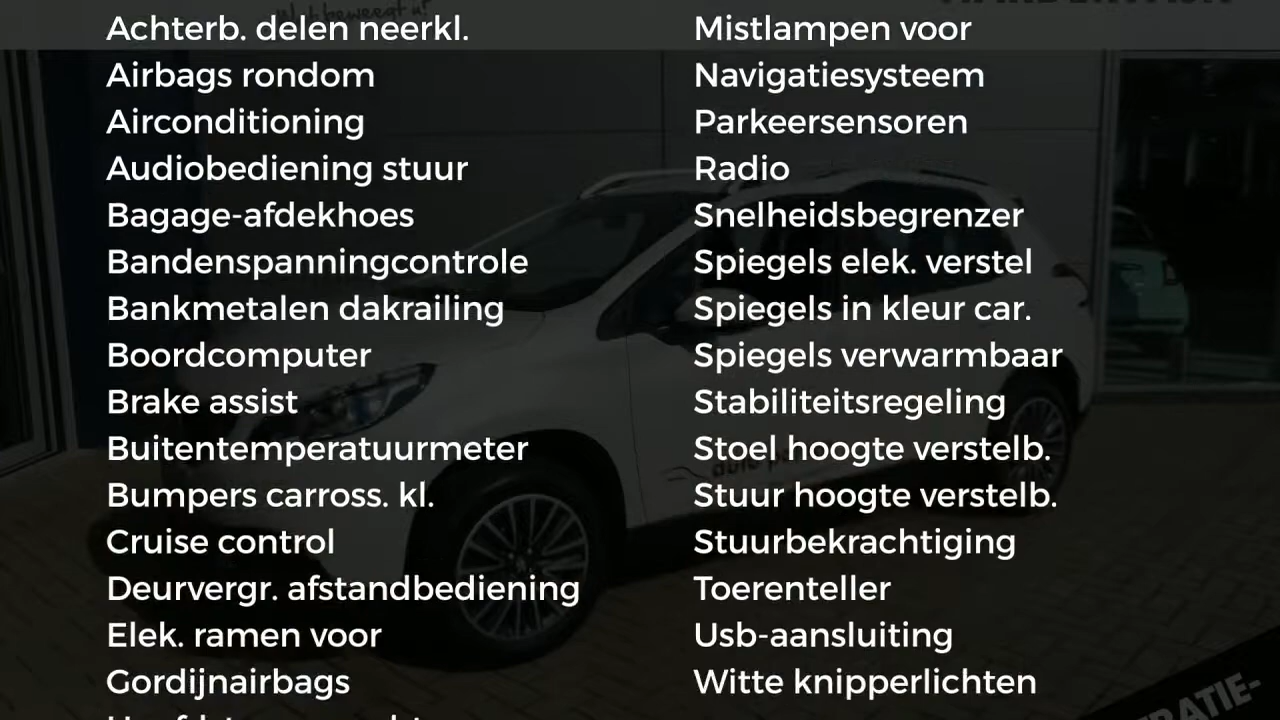 Wat beweegt u?
Achterb. delen neerkl.
Airbags rondom
Airconditioning
Audiobediening stuur
Bagage-afdekhoes
Bandenspanningcontrole
Bankmetalen dakrailing
Boordcomputer
Brake assist
Buitentemperatuurmeter
Bumpers carross. kl.
Cruise control
Deurvergr. afstandbediening
Elek. ramen voor
Gordijnairbags
Mistlampen voor
Navigatiesysteem
Parkeersensoren
Radio
Snelheidsbegrenzer
Spiegels elek. verstel
Spiegels in kleur car.
Spiegels verwarmbaar
Stabiliteitsregeling
Stoel hoogte verstelb.
Stuur hoogte verstelb.
Stuurbekrachtiging
Toerenteller
Usb-aansluiting
Witte knipperlichten